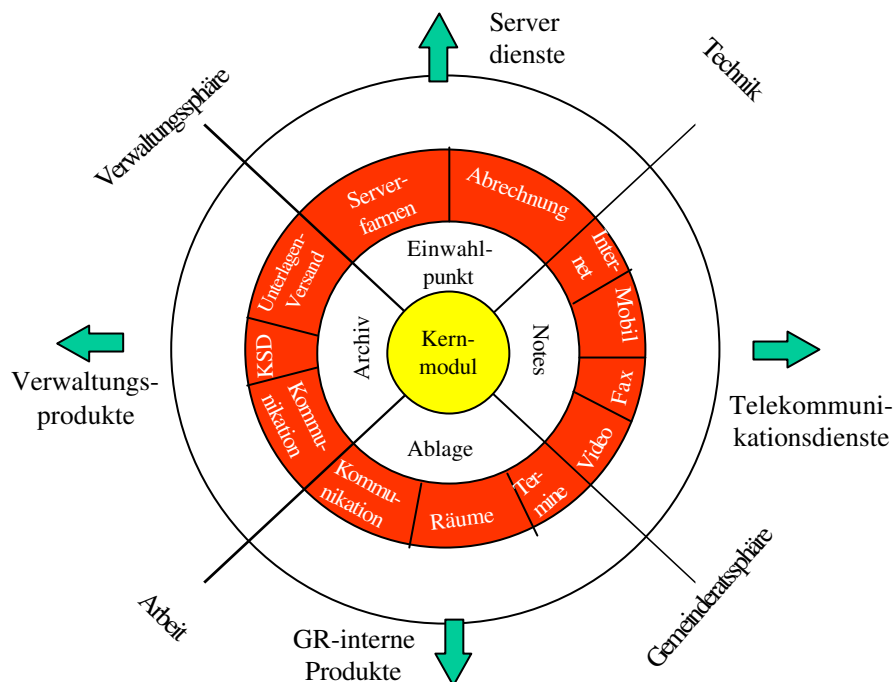 Server
dienste
Technik
Verwaltungssphäre
Server-
farmen
Abrechnung
Inter-
net
Unterlagen-
Versand
Einwahl-
punkt
Mobil
KSD
Archiv
Kern-
modul
Notes
Fax
Verwaltungs-
produkte
Telekommuni-
kationsdienste
Kommu-
nikation
Ablage
Video
Kommu-
nikation
Räume
Ter-
mine
Arbeit
Gemeinderatssphäre
GR-interne
Produkte